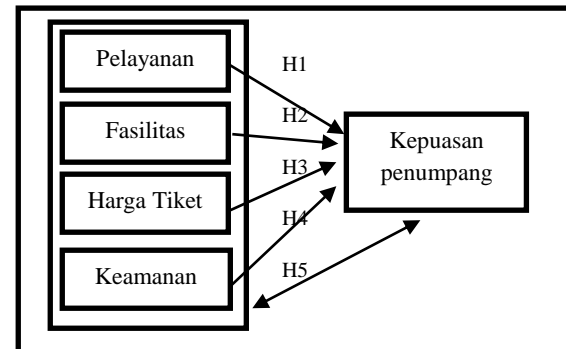 Pelayanan
H1
Fasilitas
H2
Kepuasan
penumpang
Harga Tiket
H3
H4
Keamanan
H5